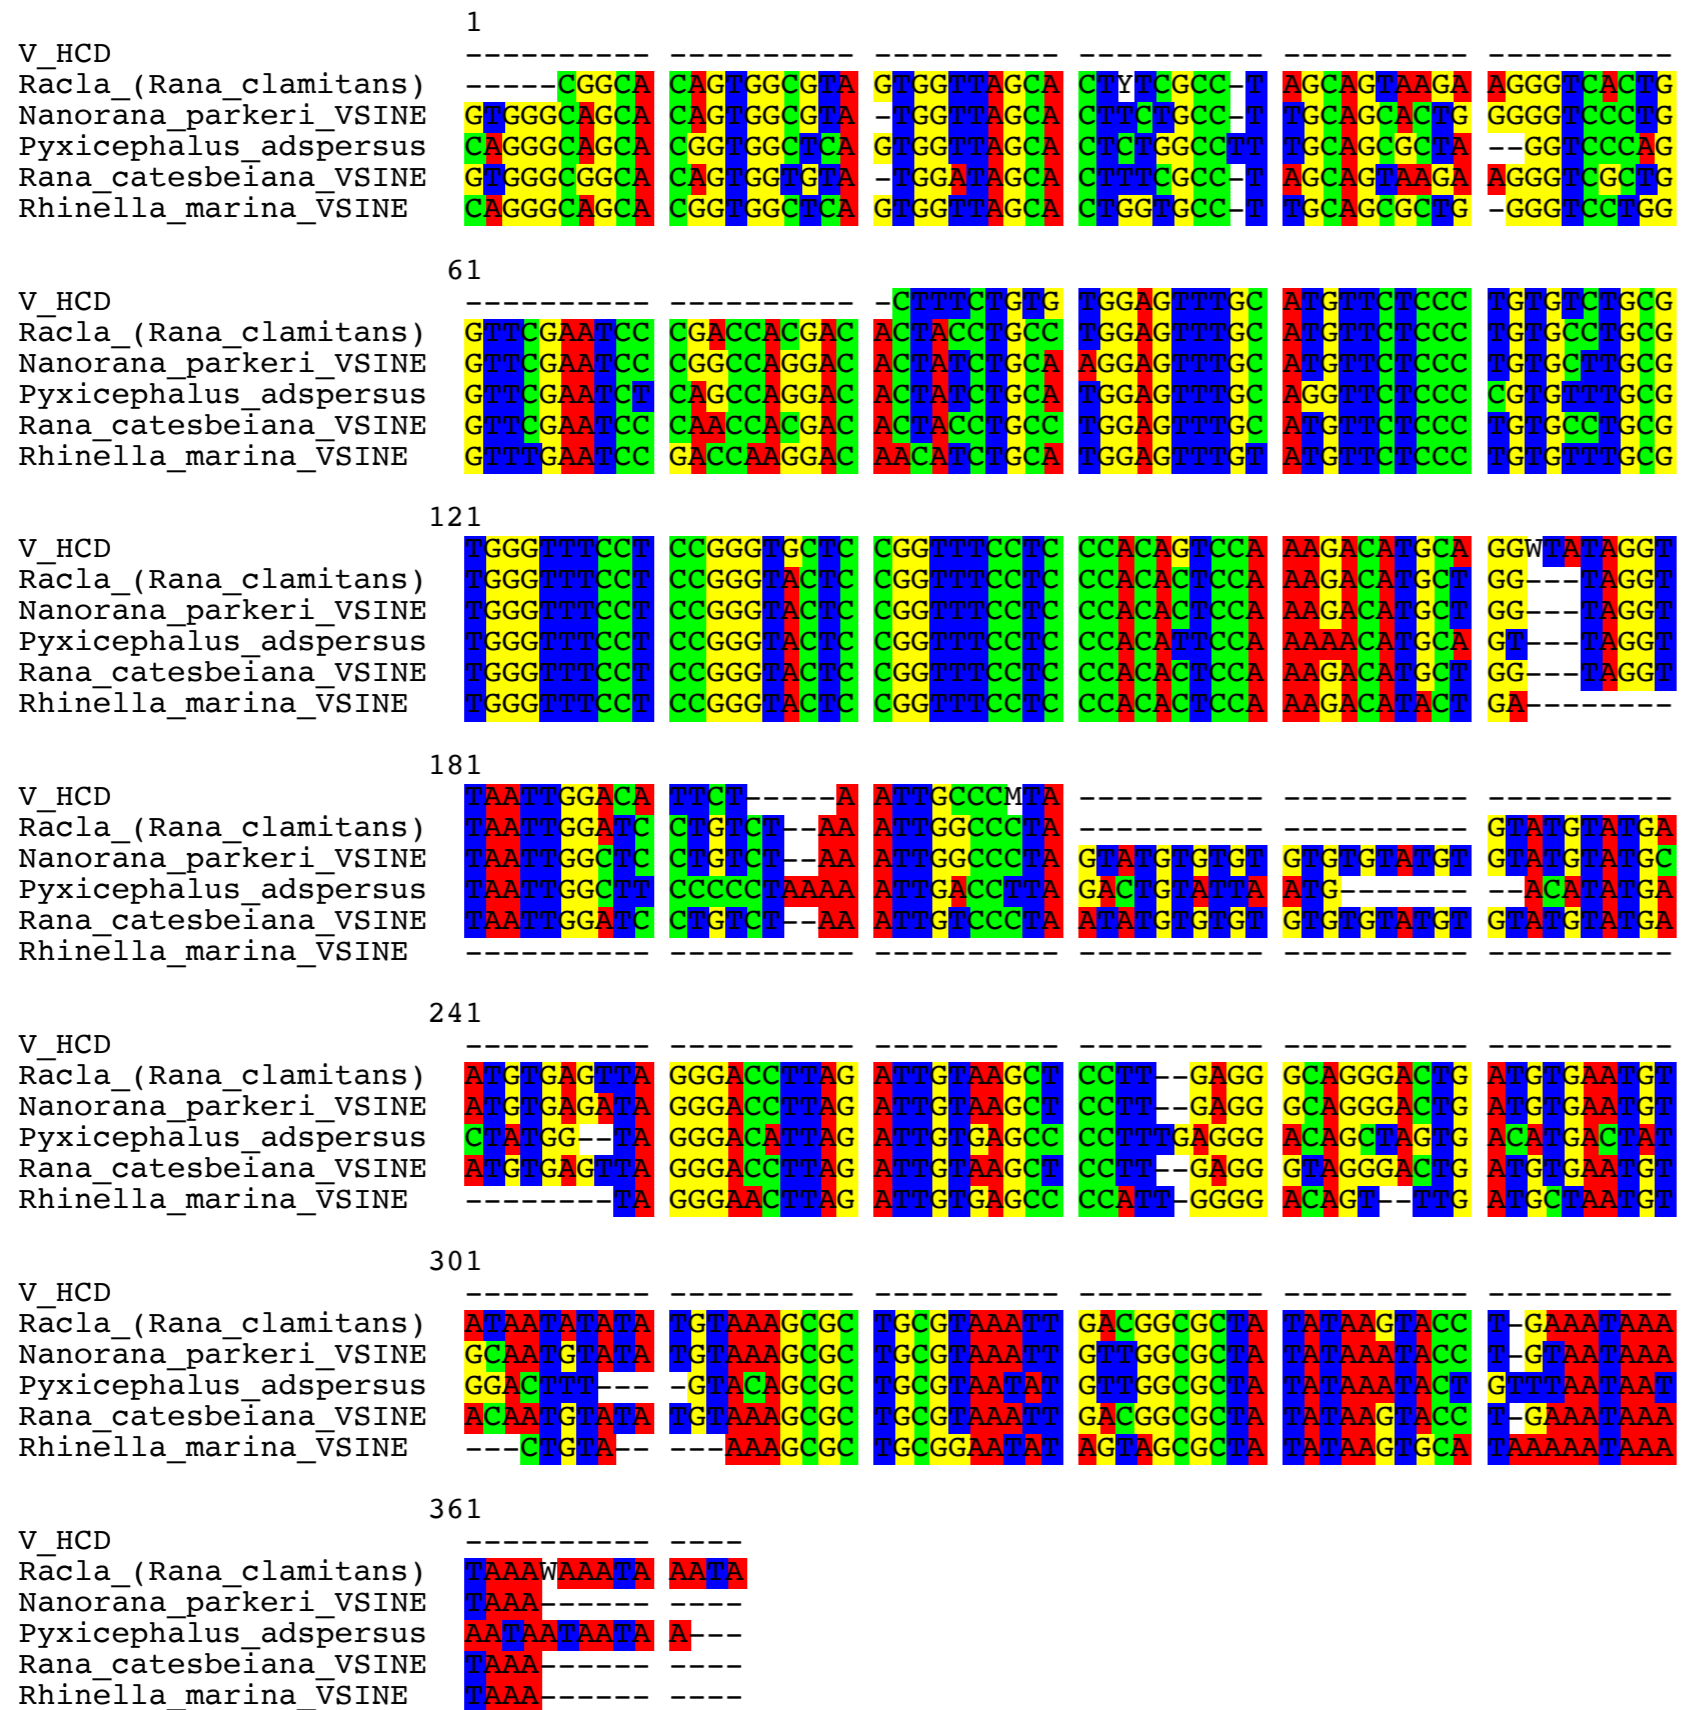 1
V_HCD ---------- ---------- ---------- ---------- ---------- ----------
Racla_(Rana_clamitans) -----CGGCA CAGTGGCGTA GTGGTTAGCA CTYTCGCC-T AGCAGTAAGA AGGGTCACTG
Nanorana_parkeri_VSINE GTGGGCAGCA CAGTGGCGTA -TGGTTAGCA CTTCTGCC-T TGCAGCACTG GGGGTCCCTG
Pyxicephalus_adspersus CAGGGCAGCA CGGTGGCTCA GTGGTTAGCA CTCTGGCCTT TGCAGCGCTA --GGTCCCAG
Rana_catesbeiana_VSINE GTGGGCGGCA CAGTGGTGTA -TGGATAGCA CTTTCGCC-T AGCAGTAAGA AGGGTCGCTG
Rhinella_marina_VSINE CAGGGCAGCA CGGTGGCTCA GTGGTTAGCA CTGGTGCC-T TGCAGCGCTG -GGGTCCTGG
61
V_HCD ---------- ---------- -CTTTCTGTG TGGAGTTTGC ATGTTCTCCC TGTGTCTGCG
Racla_(Rana_clamitans) GTTCGAATCC CGACCACGAC ACTACCTGCC TGGAGTTTGC ATGTTCTCCC TGTGCCTGCG
Nanorana_parkeri_VSINE GTTCGAATCC CGGCCAGGAC ACTATCTGCA AGGAGTTTGC ATGTTCTCCC TGTGCTTGCG
Pyxicephalus_adspersus GTTCGAATCT CAGCCAGGAC ACTATCTGCA TGGAGTTTGC AGGTTCTCCC CGTGTTTGCG
Rana_catesbeiana_VSINE GTTCGAATCC CAACCACGAC ACTACCTGCC TGGAGTTTGC ATGTTCTCCC TGTGCCTGCG
Rhinella_marina_VSINE GTTTGAATCC GACCAAGGAC AACATCTGCA TGGAGTTTGT ATGTTCTCCC TGTGTTTGCG
121
V_HCD TGGGTTTCCT CCGGGTGCTC CGGTTTCCTC CCACAGTCCA AAGACATGCA GGWTATAGGT
Racla_(Rana_clamitans) TGGGTTTCCT CCGGGTACTC CGGTTTCCTC CCACACTCCA AAGACATGCT GG---TAGGT
Nanorana_parkeri_VSINE TGGGTTTCCT CCGGGTACTC CGGTTTCCTC CCACACTCCA AAGACATGCT GG---TAGGT
Pyxicephalus_adspersus TGGGTTTCCT CCGGGTACTC CGGTTTCCTC CCACATTCCA AAAACATGCA GT---TAGGT
Rana_catesbeiana_VSINE TGGGTTTCCT CCGGGTACTC CGGTTTCCTC CCACACTCCA AAGACATGCT GG---TAGGT
Rhinella_marina_VSINE TGGGTTTCCT CCGGGTACTC CGGTTTCCTC CCACACTCCA AAGACATACT GA--------
181
V_HCD TAATTGGACA TTCT-----A ATTGCCCMTA ---------- ---------- ----------
Racla_(Rana_clamitans) TAATTGGATC CTGTCT--AA ATTGGCCCTA ---------- ---------- GTATGTATGA
Nanorana_parkeri_VSINE TAATTGGCTC CTGTCT--AA ATTGGCCCTA GTATGTGTGT GTGTGTATGT GTATGTATGC
Pyxicephalus_adspersus TAATTGGCTT CCCCCTAAAA ATTGACCTTA GACTGTATTA ATG------- --ACATATGA
Rana_catesbeiana_VSINE TAATTGGATC CTGTCT--AA ATTGTCCCTA ATATGTGTGT GTGTGTATGT GTATGTATGA
Rhinella_marina_VSINE ---------- ---------- ---------- ---------- ---------- ----------
241
V_HCD ---------- ---------- ---------- ---------- ---------- ----------
Racla_(Rana_clamitans) ATGTGAGTTA GGGACCTTAG ATTGTAAGCT CCTT--GAGG GCAGGGACTG ATGTGAATGT
Nanorana_parkeri_VSINE ATGTGAGATA GGGACCTTAG ATTGTAAGCT CCTT--GAGG GCAGGGACTG ATGTGAATGT
Pyxicephalus_adspersus CTATGG--TA GGGACATTAG ATTGTGAGCC CCTTTGAGGG ACAGCTAGTG ACATGACTAT
Rana_catesbeiana_VSINE ATGTGAGTTA GGGACCTTAG ATTGTAAGCT CCTT--GAGG GTAGGGACTG ATGTGAATGT
Rhinella_marina_VSINE --------TA GGGAACTTAG ATTGTGAGCC CCATT-GGGG ACAGT--TTG ATGCTAATGT
301
V_HCD ---------- ---------- ---------- ---------- ---------- ----------
Racla_(Rana_clamitans) ATAATATATA TGTAAAGCGC TGCGTAAATT GACGGCGCTA TATAAGTACC T-GAAATAAA
Nanorana_parkeri_VSINE GCAATGTATA TGTAAAGCGC TGCGTAAATT GTTGGCGCTA TATAAATACC T-GTAATAAA
Pyxicephalus_adspersus GGACTTT--- -GTACAGCGC TGCGTAATAT GTTGGCGCTA TATAAATACT GTTTAATAAT
Rana_catesbeiana_VSINE ACAATGTATA TGTAAAGCGC TGCGTAAATT GACGGCGCTA TATAAGTACC T-GAAATAAA
Rhinella_marina_VSINE ---CTGTA-- ---AAAGCGC TGCGGAATAT AGTAGCGCTA TATAAGTGCA TAAAAATAAA
361
V_HCD ---------- ----
Racla_(Rana_clamitans) TAAAWAAATA AATA
Nanorana_parkeri_VSINE TAAA------ ----
Pyxicephalus_adspersus AATAATAATA A---
Rana_catesbeiana_VSINE TAAA------ ----
Rhinella_marina_VSINE TAAA------ ----